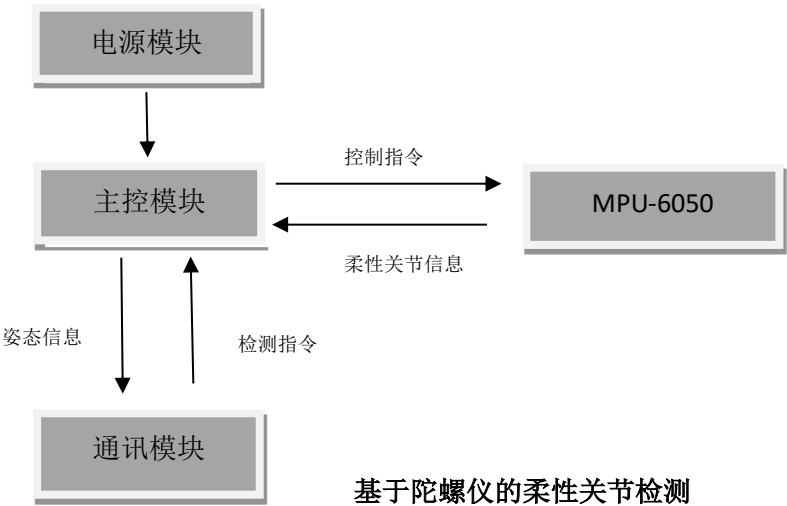 电源模块
控制指令
主控模块
MPU-6050
柔性关节信息
姿态信息
检测指令
通讯模块
基于陀螺仪的柔性关节检测